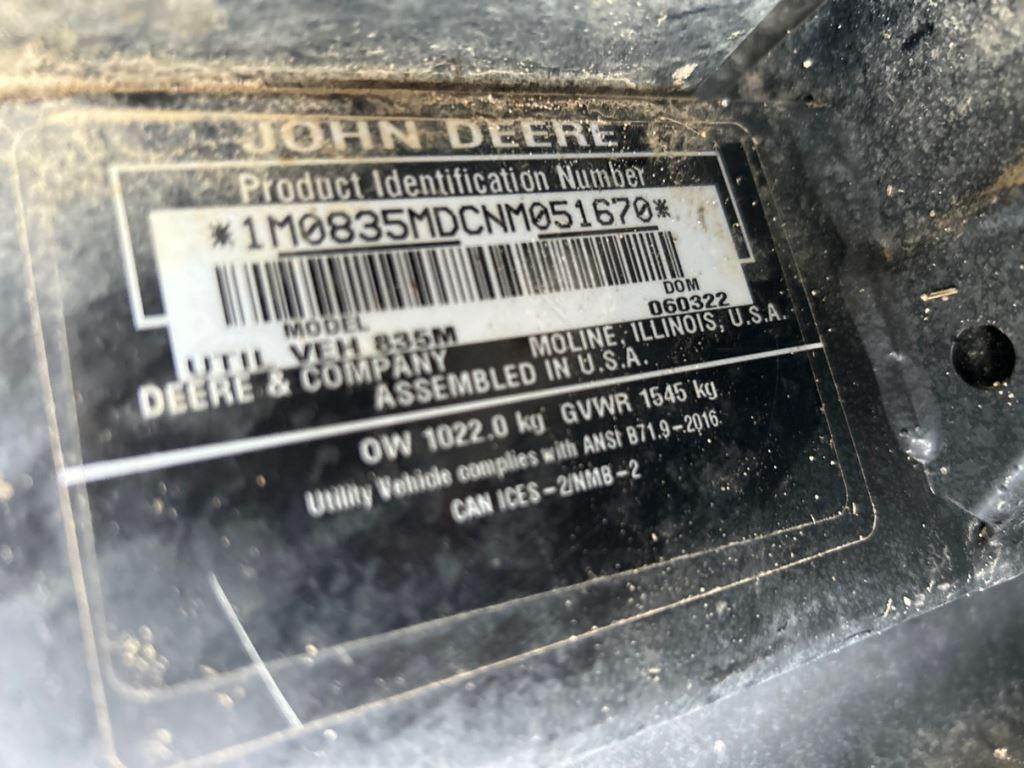 JOHN DEERE
Product Identification Number
*1M0835MDCNM051670*
MODEL
DOM
UTIL VEH 835M
060322
DEERE & COMPANY MOLINE, ILLINOIS, U.S.A.
ASSEMBLED IN U.S.A.
OW 1022.0 kg GVWR 1545 kg
Utility Vehicle complies with ANSI B71.9-2016
CAN ICES-2/NMB-2